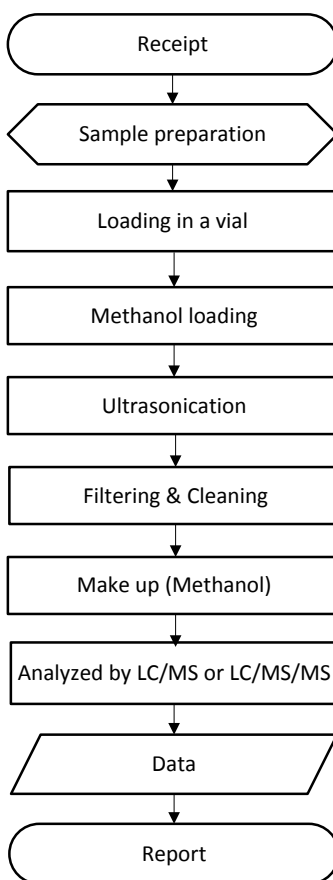 Receipt
Sample preparation
Loading in a vial
Methanol loading
Ultrasonication
Filtering & Cleaning
Make up (Methanol)
Analyzed by LC/MS or LC/MS/MS
Data
Report